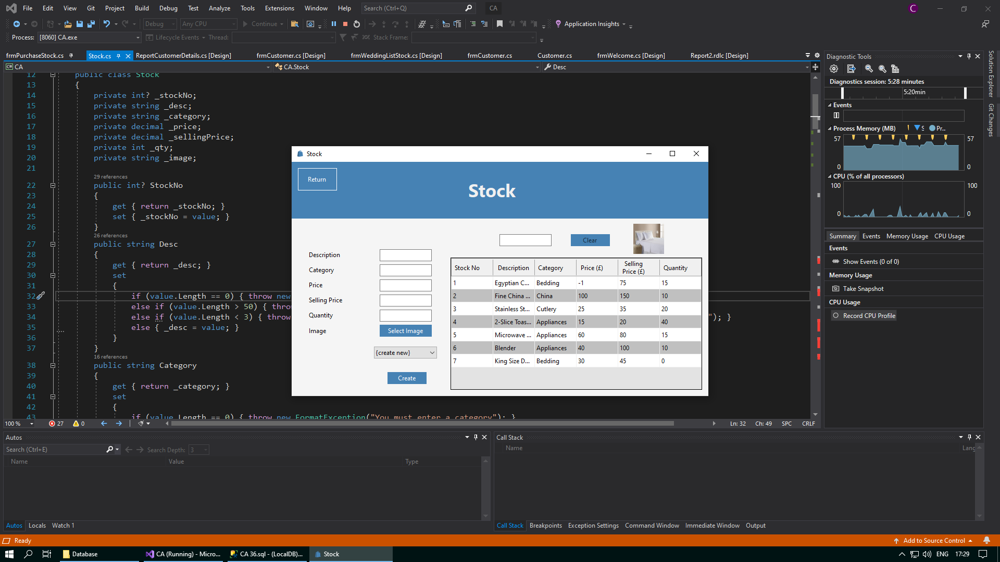 File Edit View Git Project Build Debug Test Analyze Tools Extensions Window Help Search (Ctrl+Q) CA C
Debug Any CPU Continue Application Insights
Process: [8060] CA.exe Lifecycle Events Thread: Stack Frame:
frmPurchaseStock.cs Stock.cs ReportCustomerDetails.cs [Design] frmCustomer.cs [Design] frmWeddingListStock.cs [Design] frmCustomer.cs Customer.cs frmWelcome.cs [Design] Report2.rdlc [Design]
C# CA CA.Stock Desc
12 public class Stock
13 {
14 private int? _stockNo;
15 private string _desc;
16 private string _category;
17 private decimal _price;
18 private decimal _sellingPrice;
19 private int _qty;
20 private string _image;
21
29 references
22 public int? StockNo
23 {
24 get { return _stockNo; }
25 set { _stockNo = value; }
26 }
26 references
27 public string Desc
28 {
29 get { return _desc; }
30 set
31 {
32 if (value.Length == 0) { throw new
33 else if (value.Length > 50) { thro
34 else if (value.Length < 3) { throw "); }
35 else { _desc = value; }
36 }
37 }
16 references
38 public string Category
39 {
40 get { return _category; }
41 set
42 {
43 if (value.Length == 0) { throw new FormatException("You must enter a category"); }
100 % 27 0 Ln: 32 Ch: 49 SPC CRLF
Stock
Return
Stock
Clear
Description
Category
Price
Selling Price
Quantity
Image Select Image
{create new}
Create
Stock No Description Category Price (£) Selling Price (£) Quantity
1 Egyptian C... Bedding -1 75 15
2 Fine China ... China 100 150 10
3 Stainless St... Cutlery 25 35 20
4 2-Slice Toas... Appliances 15 20 40
5 Microwave ... Appliances 60 80 15
6 Blender Appliances 40 100 10
7 King Size D... Bedding 30 45 0
Diagnostic Tools
Diagnostics session: 5:28 minutes
5:20min
Events
Process Memory (MB) S Pr...
57 57
0 0
CPU (% of all processors)
100 100
0 0
Summary Events Memory Usage CPU Usage
Events
Show Events (0 of 0)
Memory Usage
Take Snapshot
CPU Usage
Record CPU Profile
Solution Explorer
Git Changes
Autos
Search (Ctrl+E) Search Depth: 3
Name Value Type
Autos Locals Watch 1
Call Stack
Name Lang
Call Stack Breakpoints Exception Settings Command Window Immediate Window Output
Ready Add to Source Control
Database CA (Running) - Micro... CA 36.sql - (LocalDB)... Stock ENG 17:29